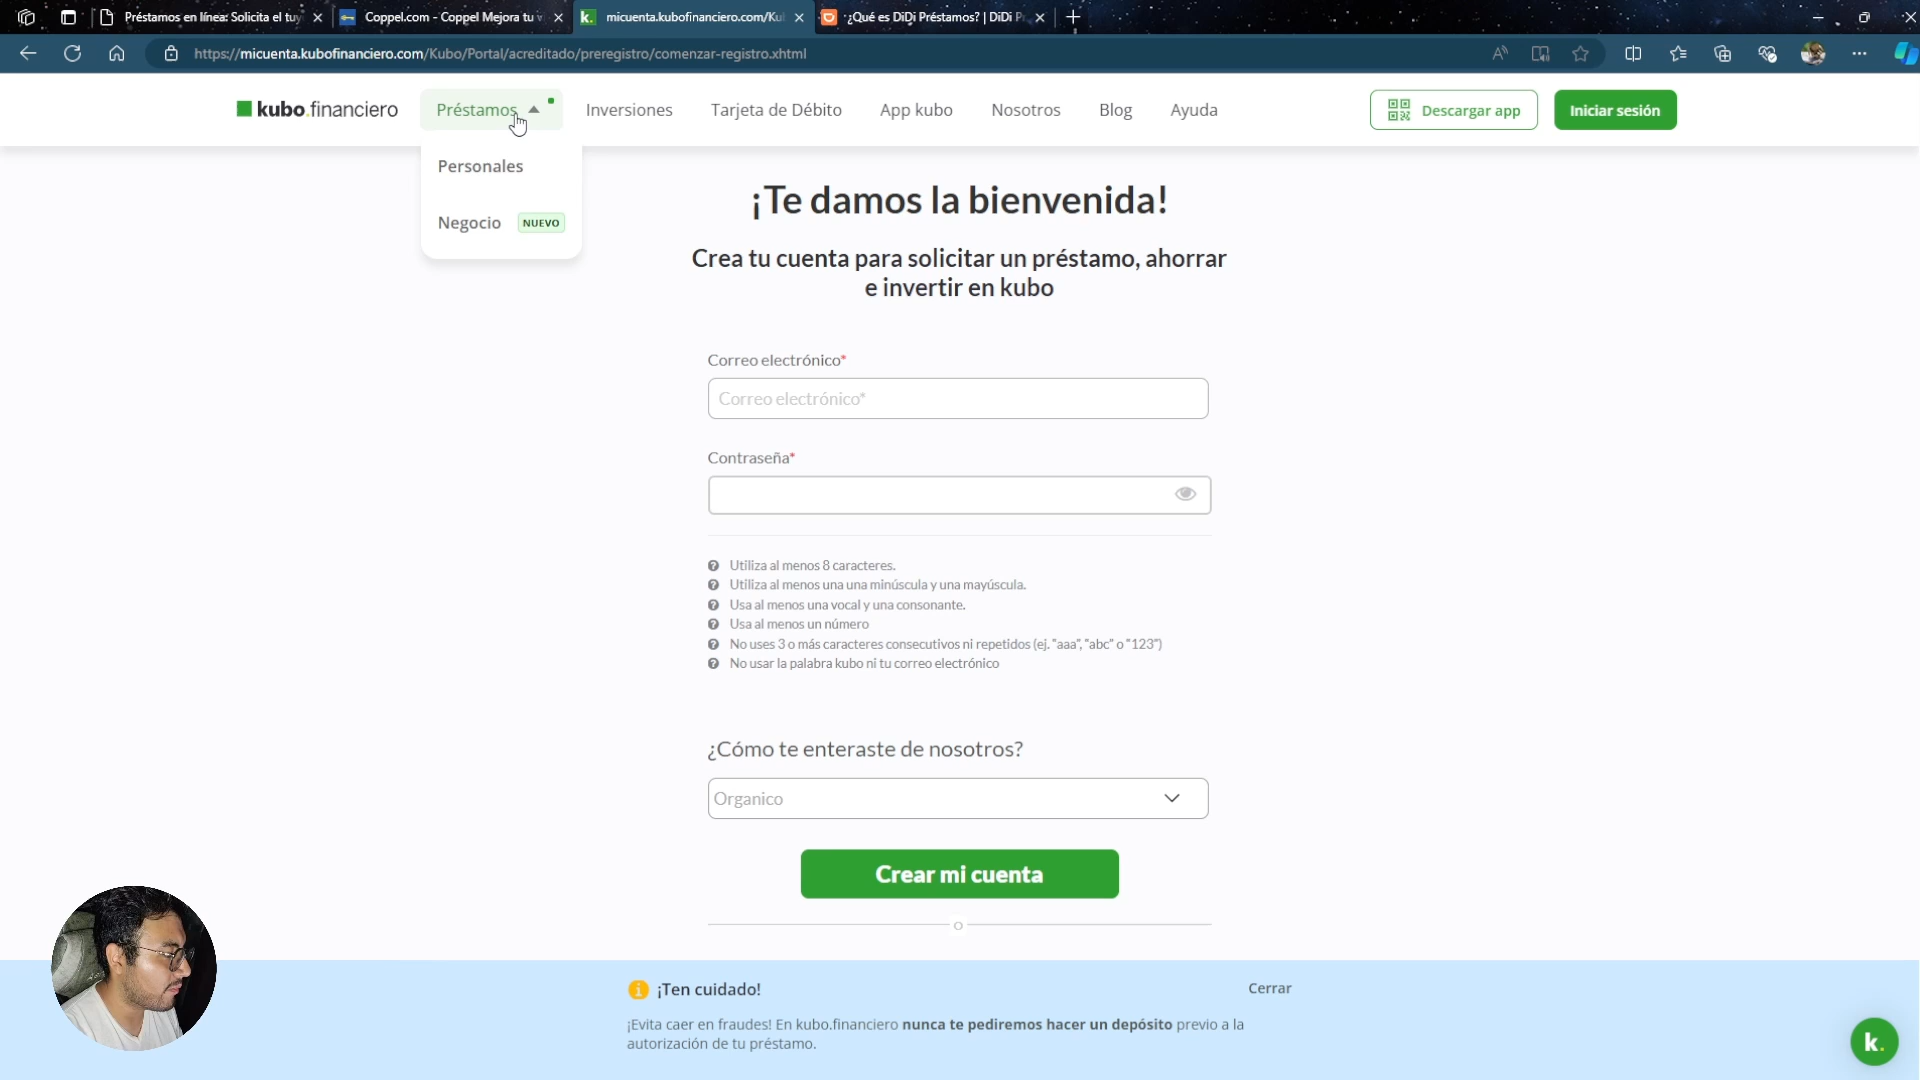 Préstamos en línea: Solicita el tuy
Coppel.com - Coppel Mejora tu v
micuenta.kubofinanciero.com/Ku
¿Qué es DiDi Préstamos? | DiDi P
https://micuenta.kubofinanciero.com/Kubo/Portal/acreditado/preregistro/comenzar-registro.xhtml
kubo.financiero
Préstamos
Inversiones
Tarjeta de Débito
App kubo
Nosotros
Blog
Ayuda
Descargar app
Iniciar sesión
Personales
Negocio NUEVO
¡Te damos la bienvenida!
Crea tu cuenta para solicitar un préstamo, ahorrar
e invertir en kubo
Correo electrónico*
Correo electrónico*
Contraseña*
Utiliza al menos 8 caracteres.
Utiliza al menos una una minúscula y una mayúscula.
Usa al menos una vocal y una consonante.
Usa al menos un número
No uses 3 o más caracteres consecutivos ni repetidos (ej. "aaa", "abc" o "123")
No usar la palabra kubo ni tu correo electrónico
¿Cómo te enteraste de nosotros?
Organico
Crear mi cuenta
o
¡Ten cuidado!
Cerrar
¡Evita caer en fraudes! En kubo.financiero nunca te pediremos hacer un depósito previo a la
autorización de tu préstamo.
k.